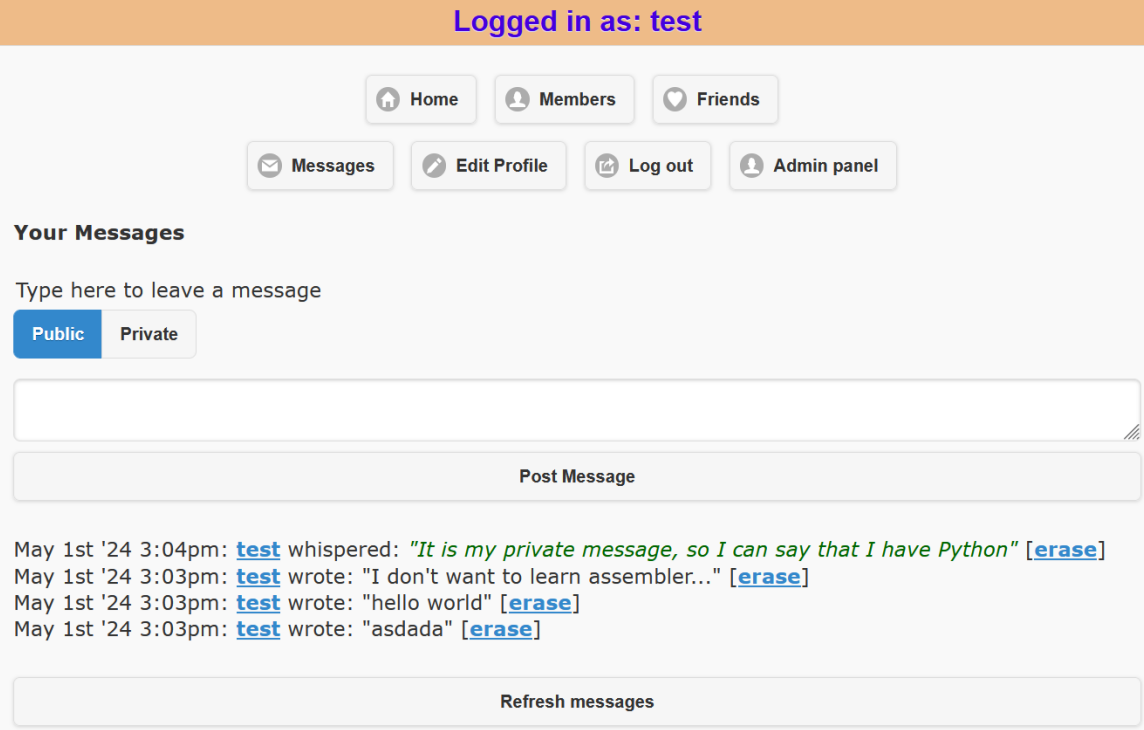 Logged in as: test
Home Members Friends
Messages Edit Profile Log out Admin panel
Your Messages
Type here to leave a message
Public Private
Post Message
May 1st '24 3:04pm: test whispered: "It is my private message, so I can say that I have Python" [erase]
May 1st '24 3:03pm: test wrote: "I don't want to learn assembler..." [erase]
May 1st '24 3:03pm: test wrote: "hello world" [erase]
May 1st '24 3:03pm: test wrote: "asdada" [erase]
Refresh messages